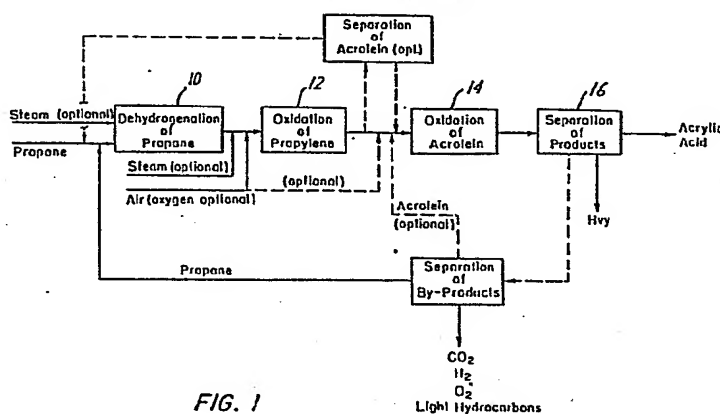 Separation
of
Acrolein (opt.)
10
12
14
16
Steam (optional)
Propane
Dehydrogenation
of
Propane
Oxidation
of
Propylene
Oxidation
of
Acrolein
Separation
of
Products
Acrylic
Acid
Steam (optional)
Air (oxygen optional)
(optional)
Acrolein
(optional)
Hvy
Propane
Separation
of
By-Products
CO2
H2
O2
Light Hydrocarbons
FIG. 1